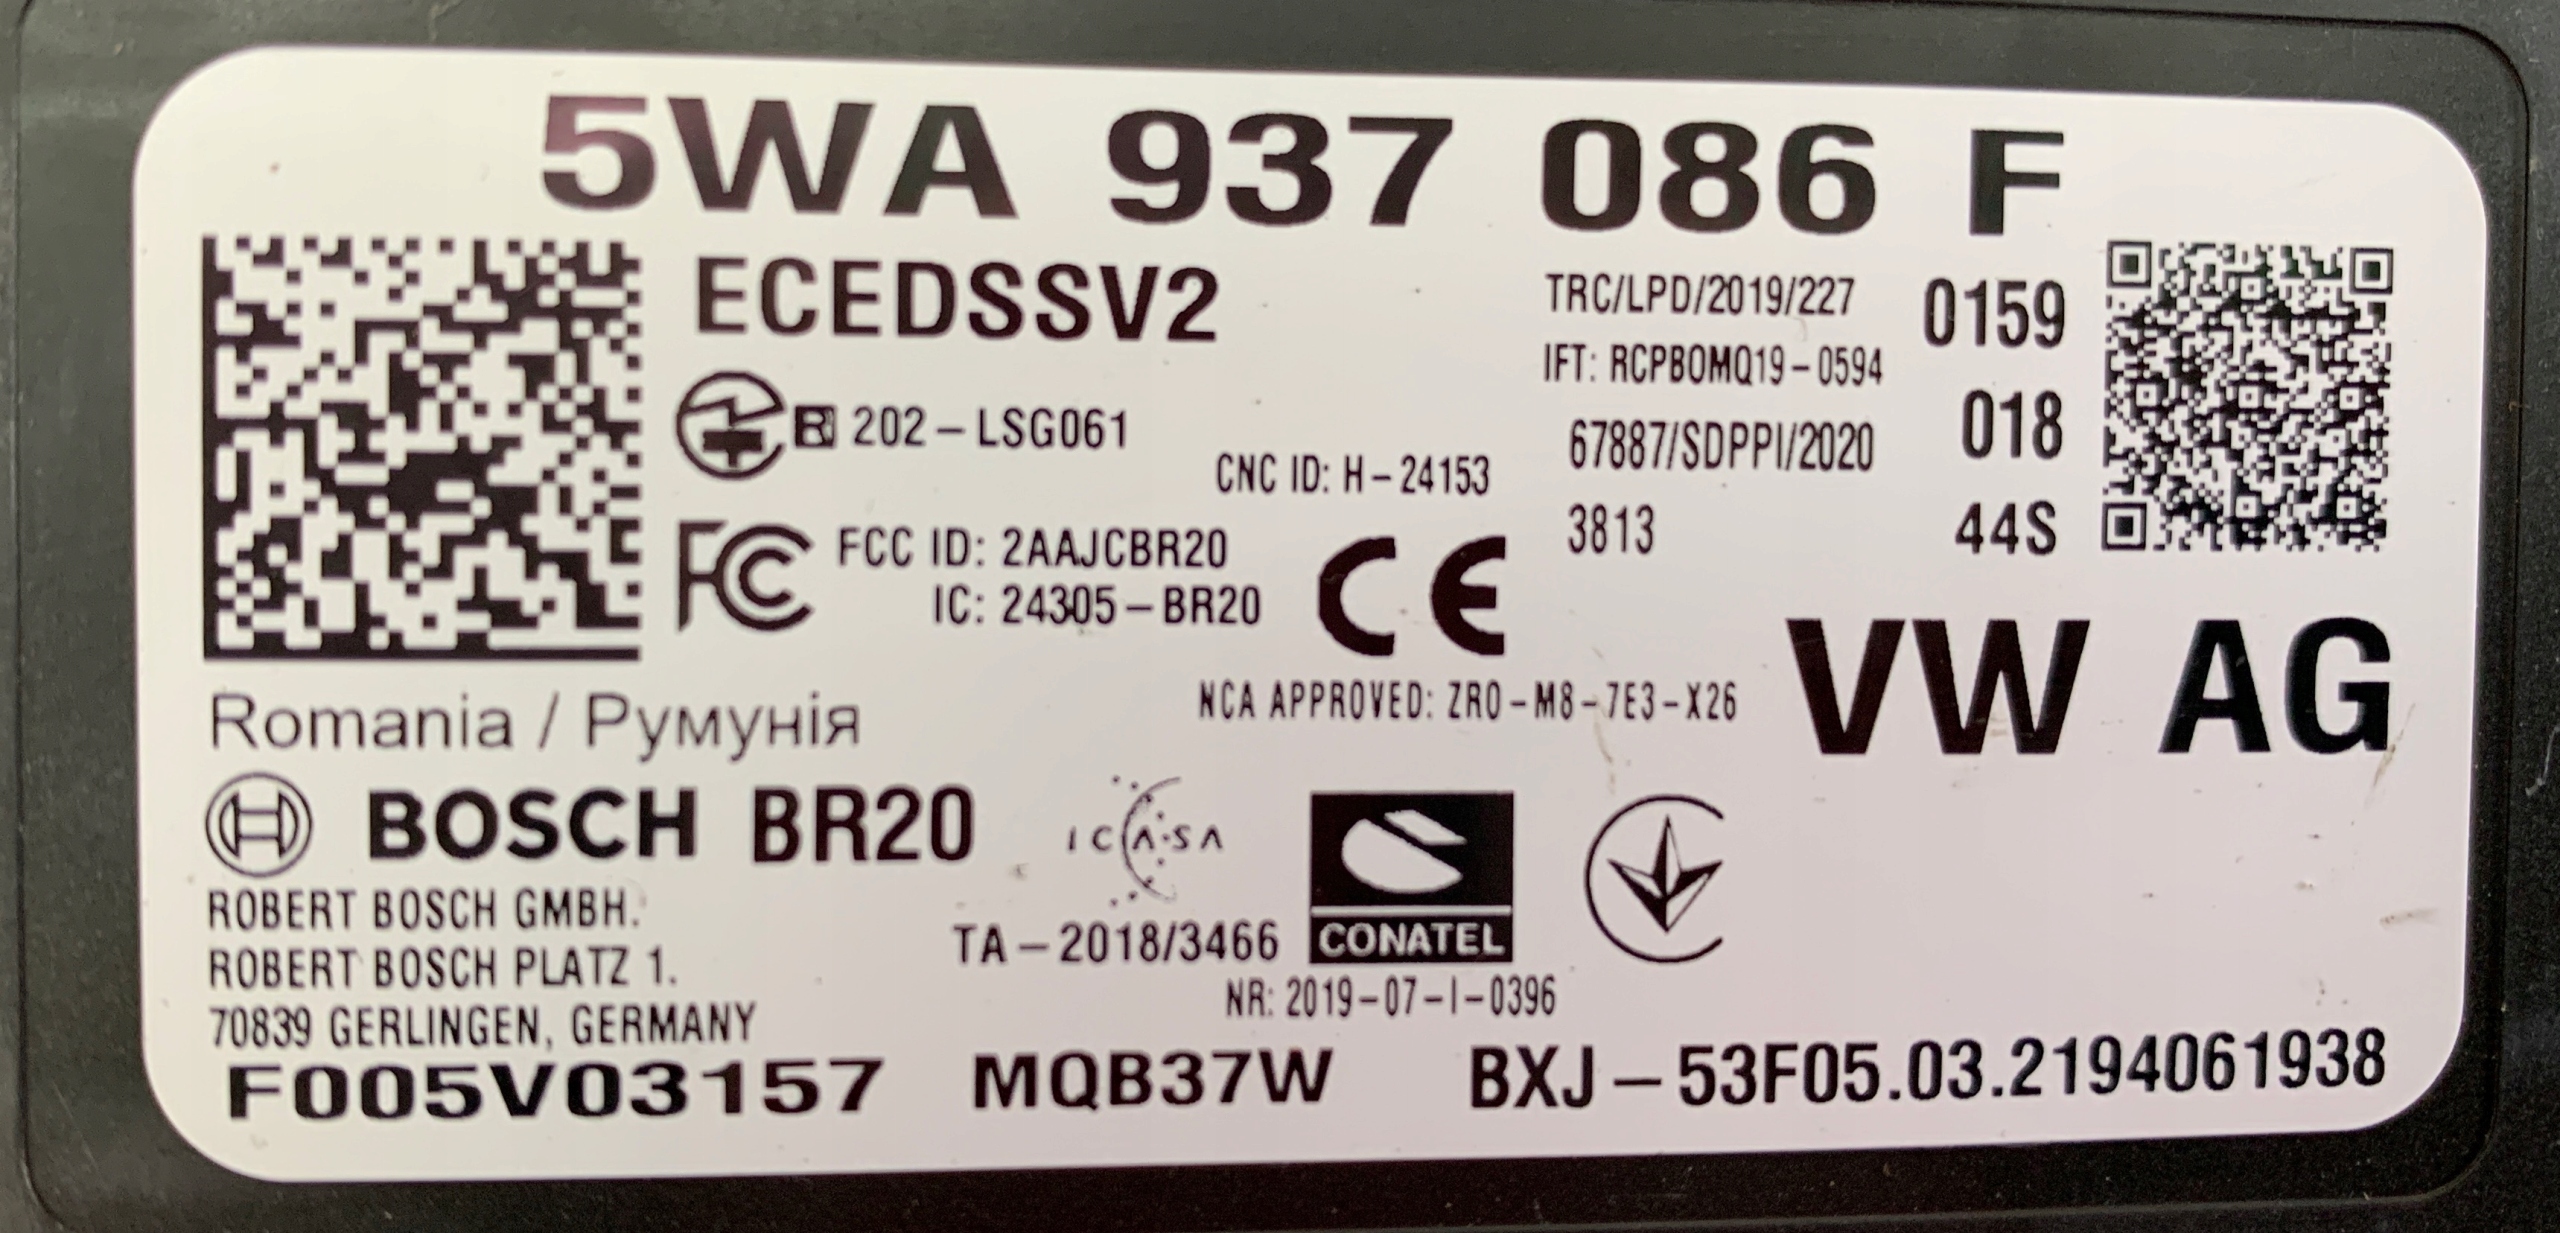 5WA 937 086 F
ECEDSSV2
TRC/LPD/2019/227
0159
IFT: RCPBOMQ19-0594
R 202-LSG061
018
67887/SDPPI/2020
CNC ID: H-24153
3813
44S
FC FCC ID: 2AAJCBR20
IC: 24305-BR20
CE
VW AG
NCA APPROVED: ZRO-M8-7E3-X26
Romania / Румунія
BOSCH BR20
ICASA
ROBERT BOSCH GMBH.
TA-2018/3466
CONATEL
ROBERT BOSCH PLATZ 1.
NR: 2019-07-I-0396
70839 GERLINGEN, GERMANY
F005V03157 MQB37W BXJ-53F05.03.2194061938